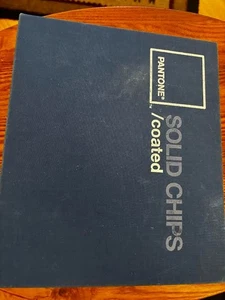 PANTONE®
SOLID CHIPS
/coated